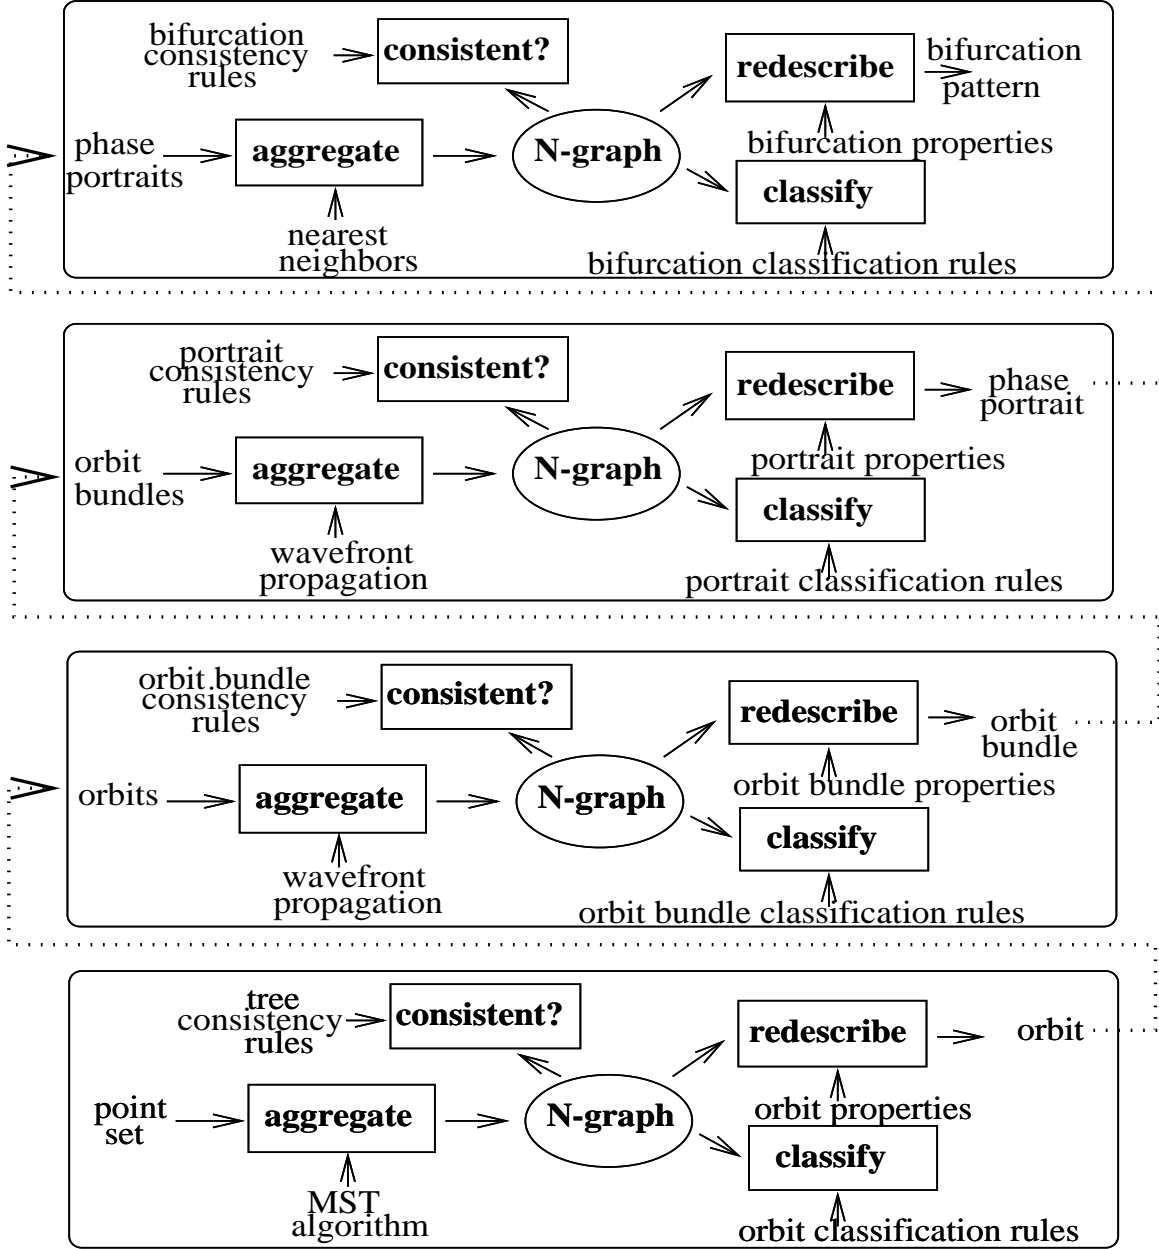 bifurcation
consistency
rules
consistent?
redescribe
bifurcation
pattern
phase
portraits
aggregate
N-graph
bifurcation properties
classify
nearest
neighbors
bifurcation classification rules
portrait
consistency
rules
consistent?
redescribe
phase
portrait
orbit
bundles
aggregate
N-graph
portrait properties
classify
wavefront
propagation
portrait classification rules
orbit bundle
consistency
rules
consistent?
redescribe
orbit
bundle
orbits
aggregate
N-graph
orbit bundle properties
classify
wavefront
propagation
orbit bundle classification rules
tree
consistency
rules
consistent?
redescribe
orbit
point
set
aggregate
N-graph
orbit properties
classify
MST
algorithm
orbit classification rules